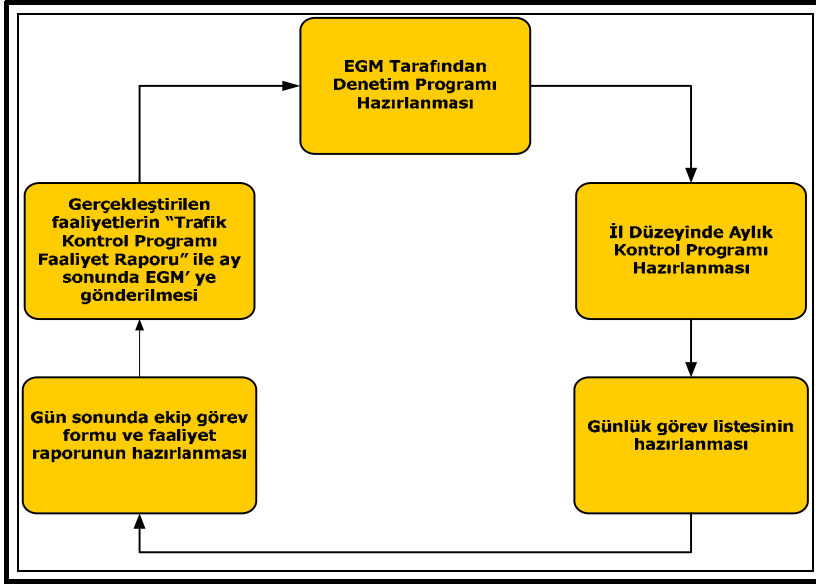 EGM Tarafından
Denetim Programı
Hazırlanması
İl Düzeyinde Aylık
Kontrol Programı
Hazırlanması
Günlük görev listesinin
hazırlanması
Gün sonunda ekip görev
formu ve faaliyet
raporunun hazırlanması
Gerçekleştirilen
faaliyetlerin “Trafik
Kontrol Programı
Faaliyet Raporu” ile ay
sonunda EGM’ ye
gönderilmesi